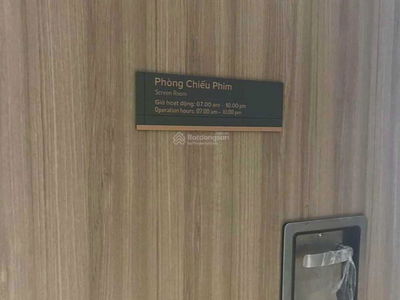 Phòng Chiếu Phim
Screen Room
Giờ hoạt động: 07.00 am - 10.00 pm
Operation hours: 07.00 am - 10.00 pm
Batdongsan